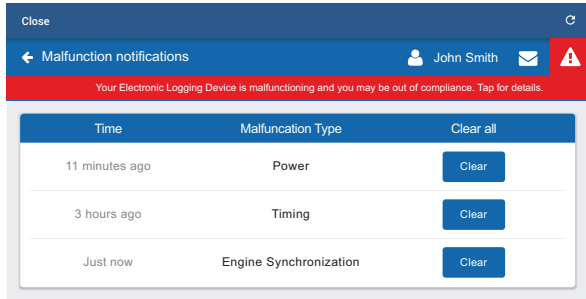 Close
Malfunction notifications John Smith
Your Electronic Logging Device is malfunctioning and you may be out of compliance. Tap for details.
Time Malfuncation Type Clear all
11 minutes ago Power Clear
3 hours ago Timing Clear
Just now Engine Synchronization Clear